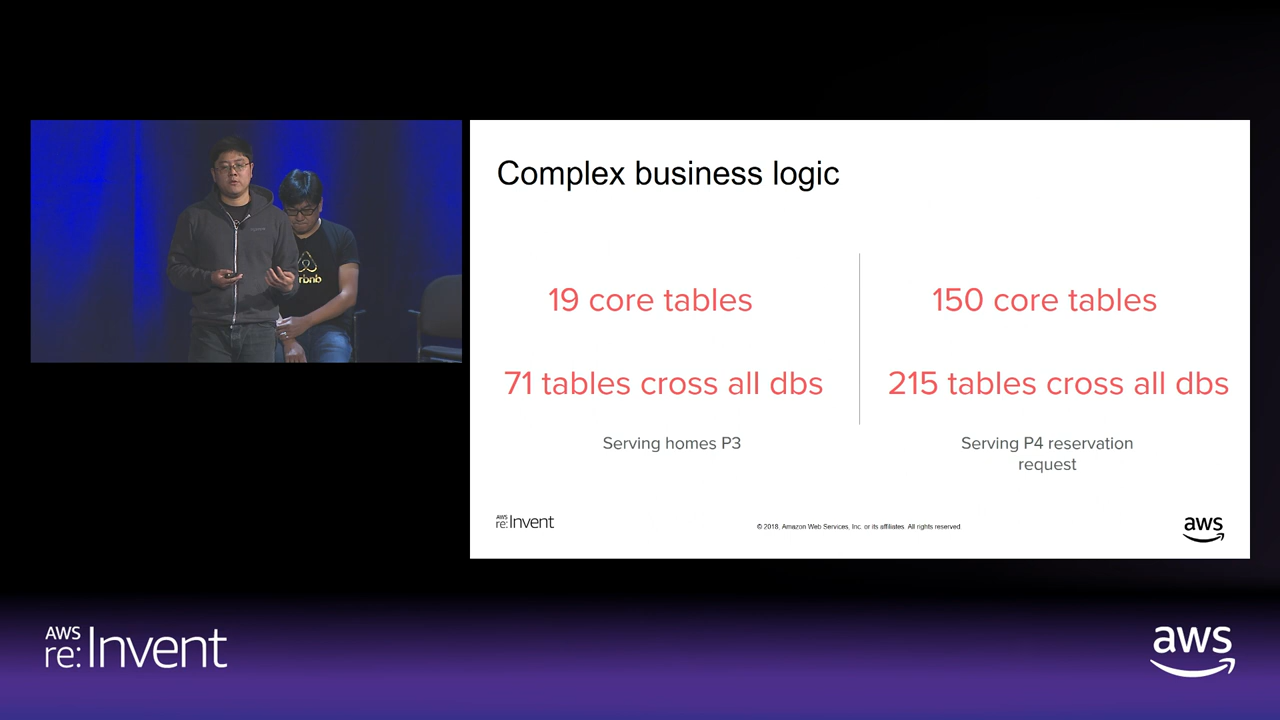 Complex business logic
19 core tables
71 tables cross all dbs
Serving homes P3
150 core tables
215 tables cross all dbs
Serving P4 reservation
request
AWS
re:Invent
© 2018, Amazon Web Services, Inc. or its affiliates. All rights reserved.
aws
rbnb
AWS
re:Invent
aws